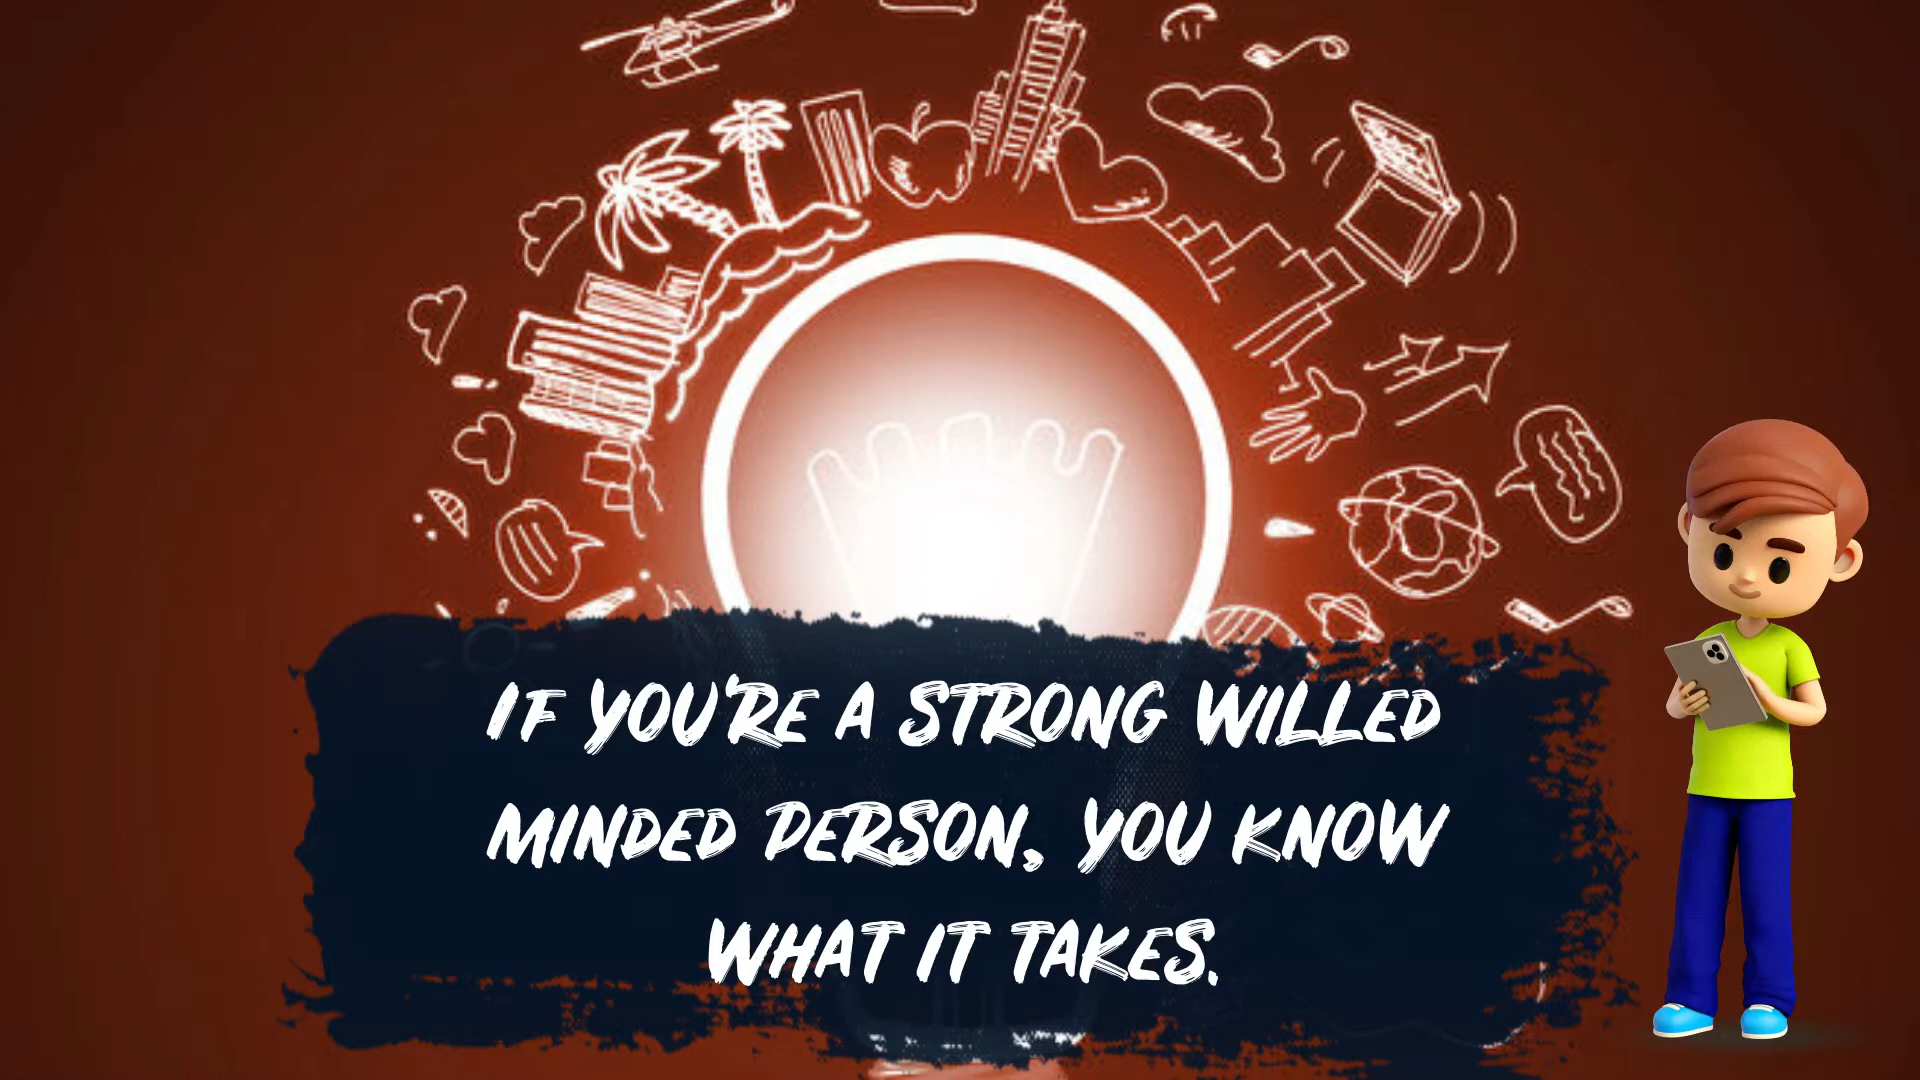 IF YOU'RE A STRONG WILLED
MINDED PERSON, YOU KNOW
WHAT IT TAKES.